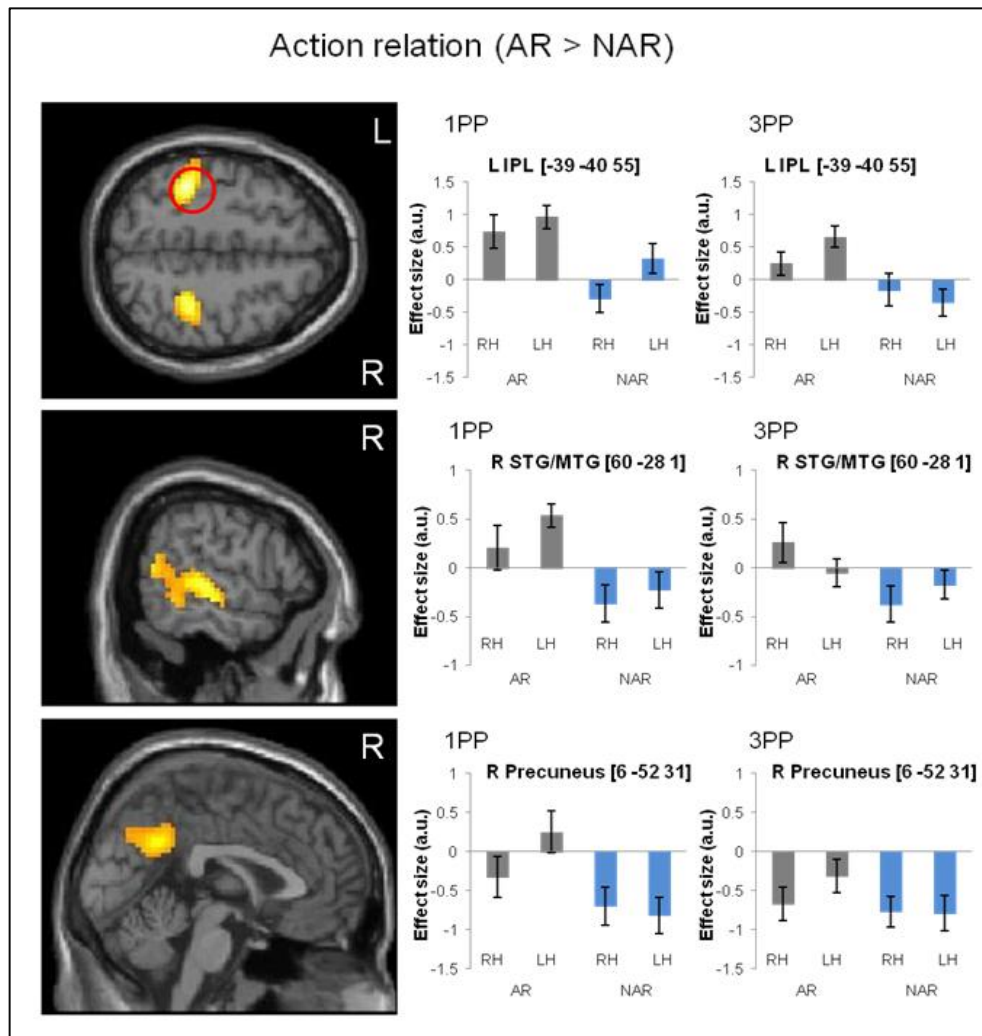 Action relation (AR > NAR)
L
R
1PP
L IPL [-39 -40 55]
Effect size (a.u.)
1.5
1
0.5
0
-0.5
-1
-1.5
RH LH RH LH
AR NAR
3PP
L IPL [-39 -40 55]
Effect size (a.u.)
1.5
1
0.5
0
-0.5
-1
-1.5
RH LH RH LH
AR NAR
R
1PP
R STG/MTG [60 -28 1]
Effect size (a.u.)
1
0.5
0
-0.5
-1
RH LH RH LH
AR NAR
3PP
R STG/MTG [60 -28 1]
Effect size (a.u.)
1
0.5
0
-0.5
-1
RH LH RH LH
AR NAR
R
1PP
R Precuneus [6 -52 31]
Effect size (a.u.)
1
0.5
0
-0.5
-1
-1.5
RH LH RH LH
AR NAR
3PP
R Precuneus [6 -52 31]
Effect size (a.u.)
1
0.5
0
-0.5
-1
-1.5
RH LH RH LH
AR NAR